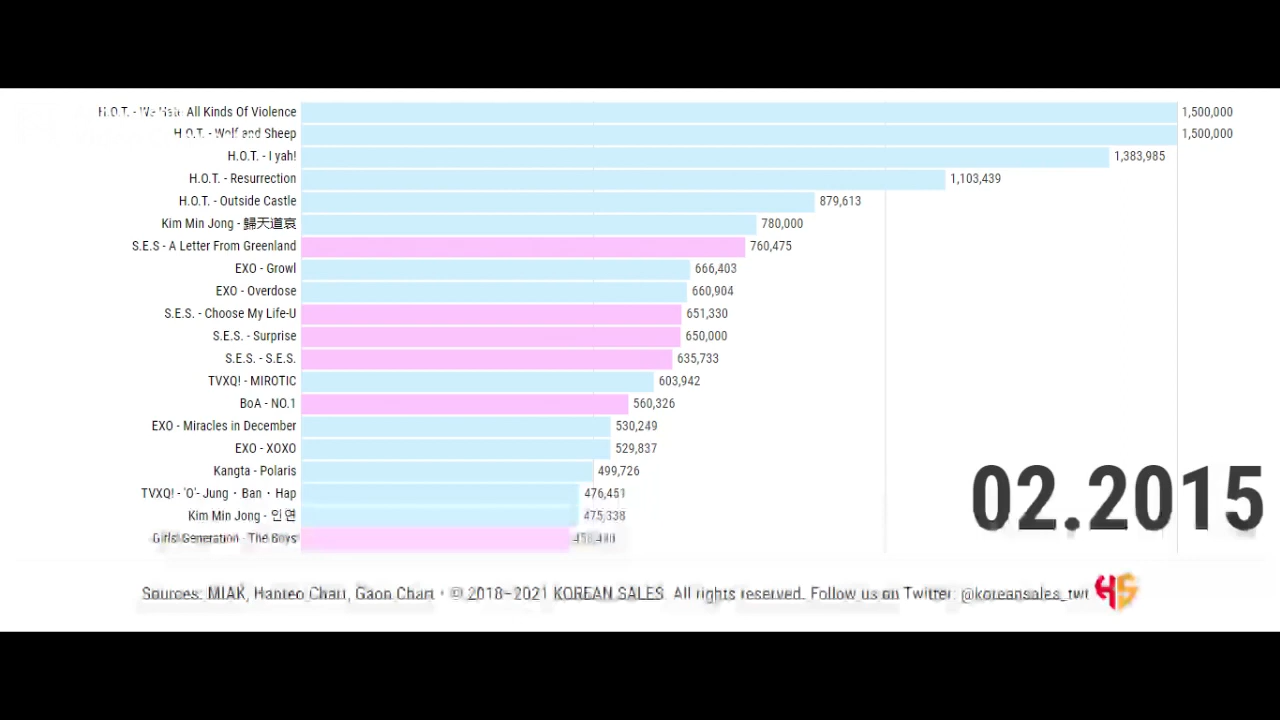 H.O.T. - We Hate All Kinds Of Violence 1,500,000
H.O.T. - Wolf and Sheep 1,500,000
H.O.T. - I yah! 1,383,985
H.O.T. - Resurrection 1,103,439
H.O.T. - Outside Castle 879,613
Kim Min Jong - 歸天道哀 780,000
S.E.S - A Letter From Greenland 760,475
EXO - Growl 666,403
EXO - Overdose 660,904
S.E.S. - Choose My Life-U 651,330
S.E.S. - Surprise 650,000
S.E.S. - S.E.S. 635,733
TVXQ! - MIROTIC 603,942
BoA - NO.1 560,326
EXO - Miracles in December 530,249
EXO - XOXO 529,837
Kangta - Polaris 499,726
TVXQ! - 'O'- Jung・Ban・Hap 476,451
Kim Min Jong - 인연 475,338
Girls' Generation - The Boys
02.2015
Sources: MIAK, Hanteo Chart, Gaon Chart・© 2018~2021 KOREAN SALES. All rights reserved. Follow us on Twitter: @koreansales_twt